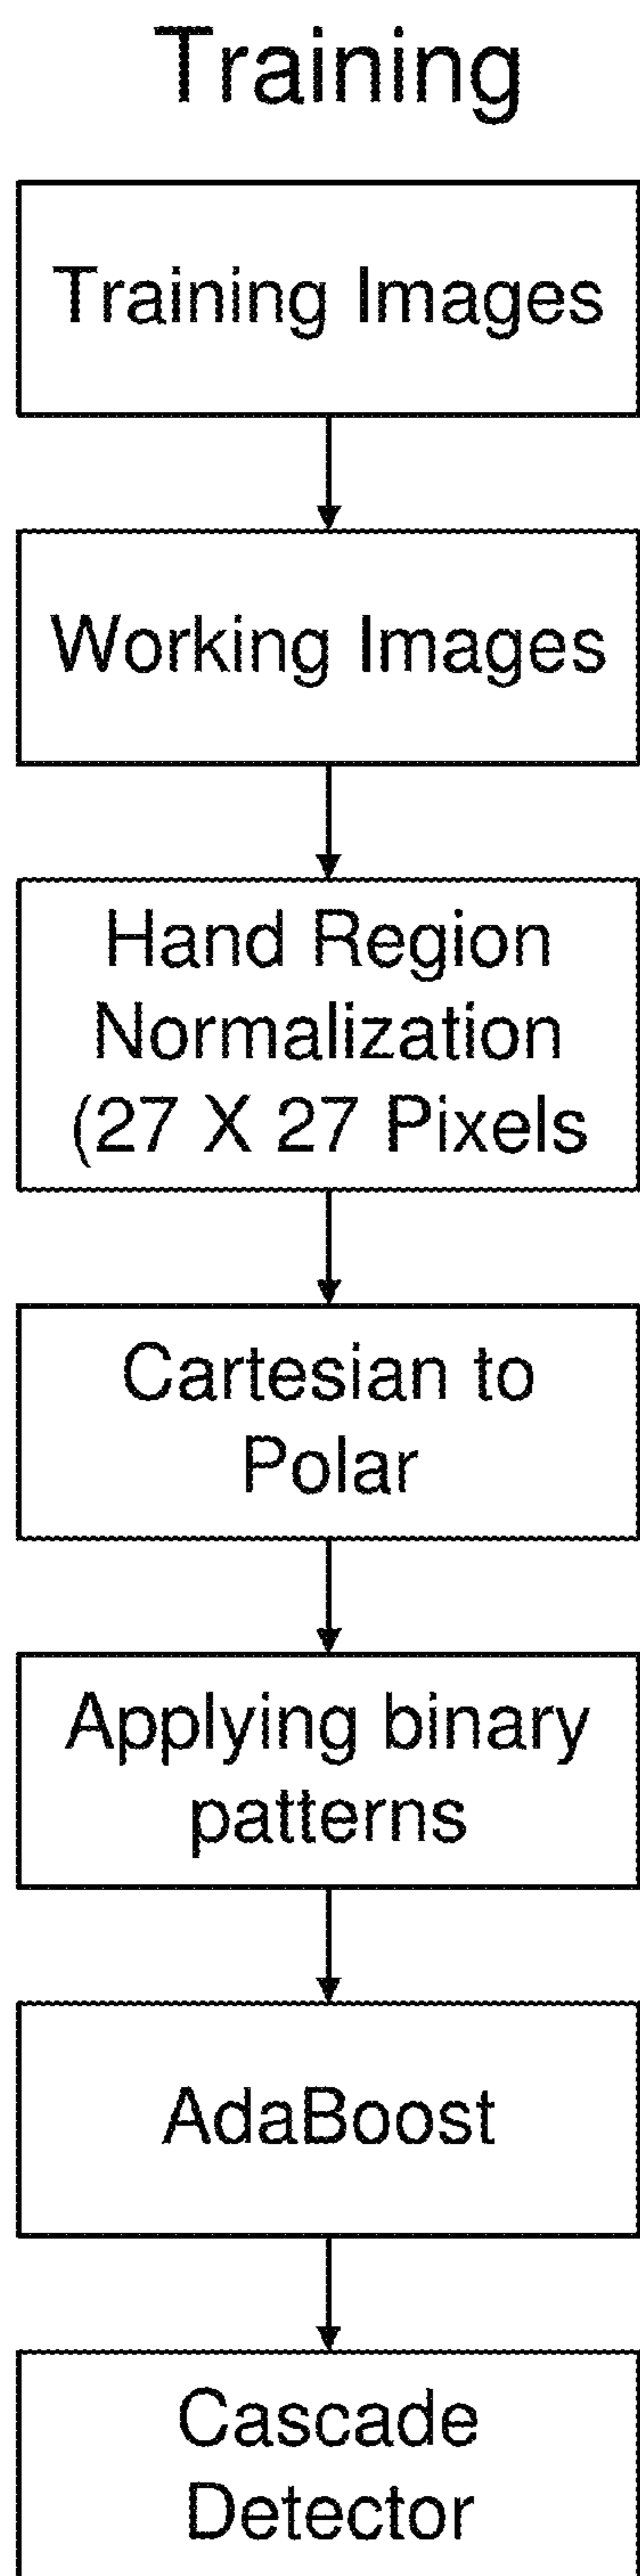 Training
Training Images
Working Images
Hand Region
Normalization
(27 X 27 Pixels
Cartesian to
Polar
Applying binary
patterns
AdaBoost
Cascade
Detector